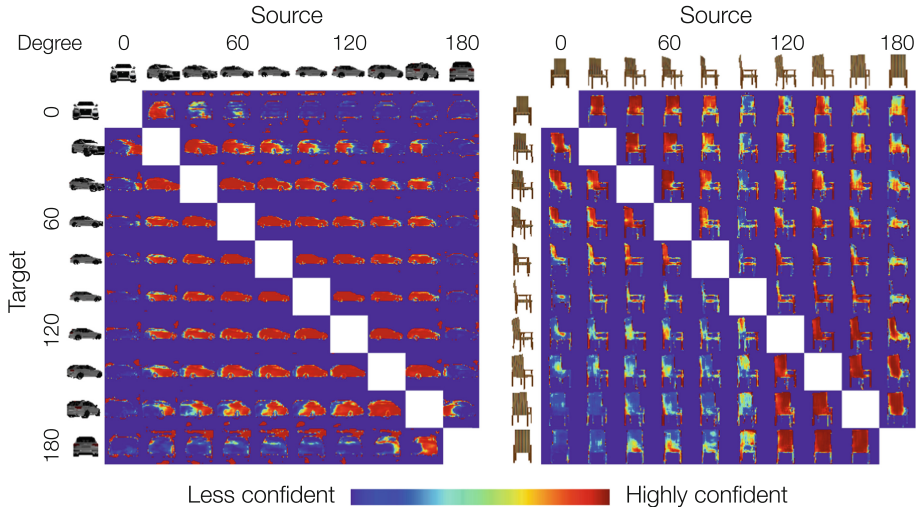 Source
Source
Degree 0 60 120 180
0 60 120 180
Target
0
60
120
180
Less confident
Highly confident